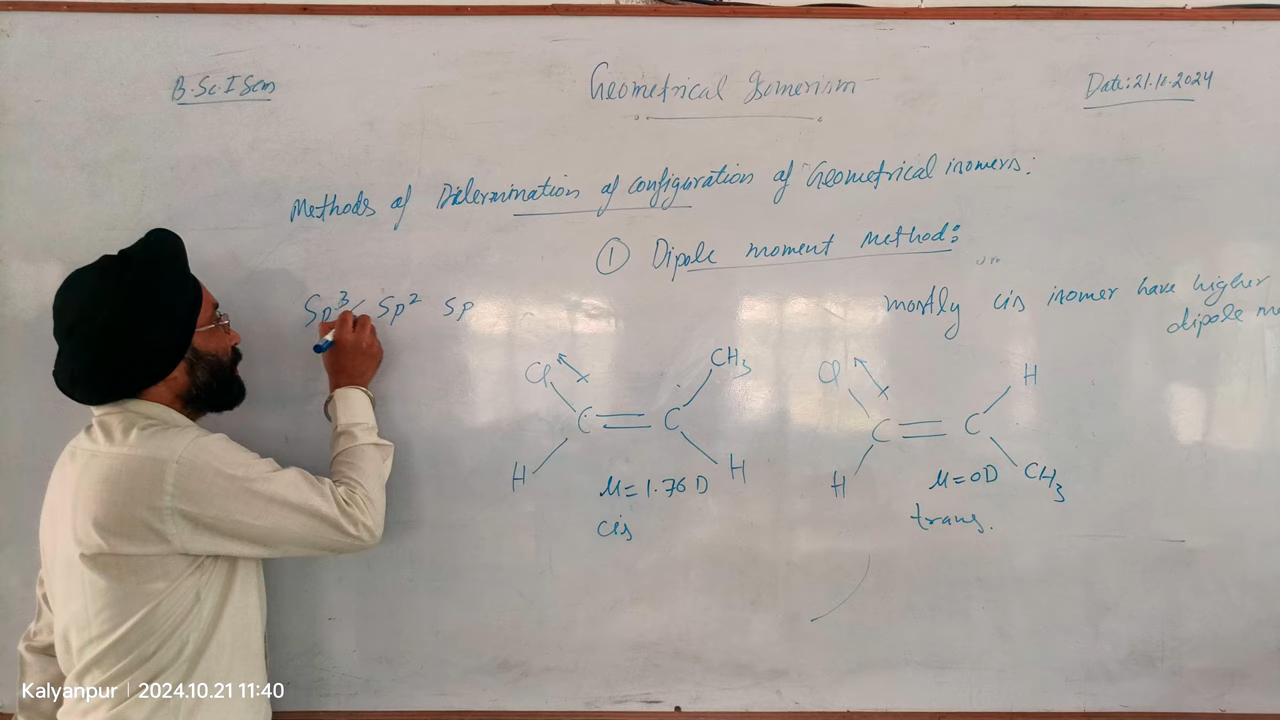 B.Sc. I Sem
Geometrical Isomerism
Date: 21.10.2024
Methods of Determination of configuration of Geometrical isomers:
① Dipole moment Method:
mostly cis isomer have higher
dipole
Sp³ Sp² Sp
Cl CH₃
C = C
H H
μ = 1.76 D
cis
Cl H
C = C
H CH₃
μ = 0D
trans.
Kalyanpur | 2024.10.21 11:40